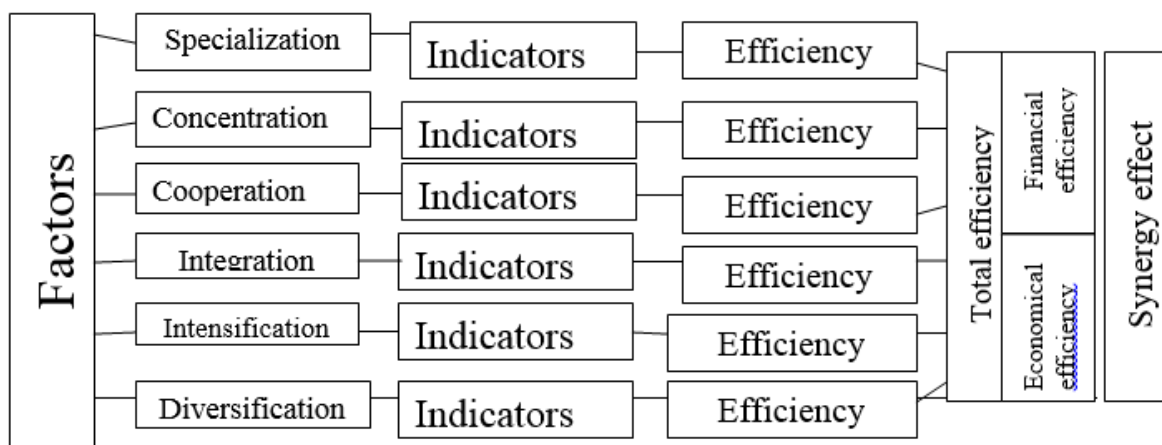 Factors
Specialization
Indicators
Efficiency
Concentration
Indicators
Efficiency
Cooperation
Indicators
Efficiency
Integration
Indicators
Efficiency
Intensification
Indicators
Efficiency
Diversification
Indicators
Efficiency
Total efficiency
Financial
efficiency
Economical
efficiency
Synergy effect